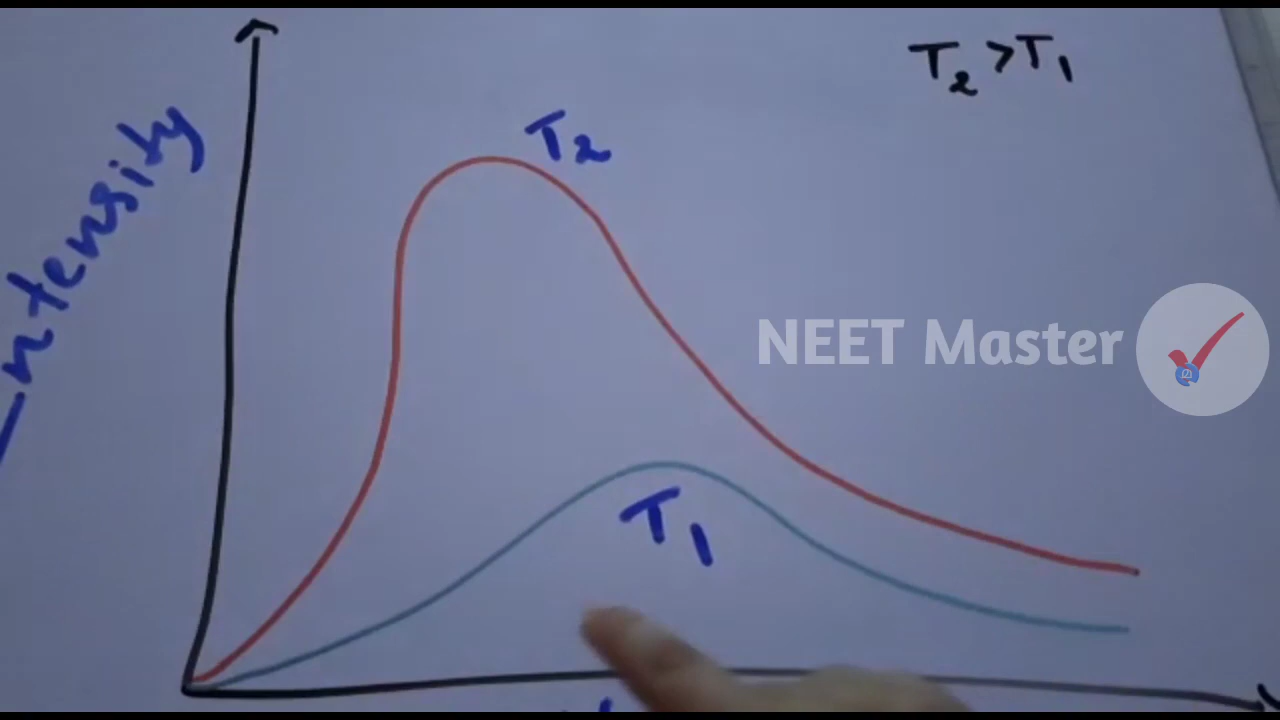 T₂ > T₁
T₂
ntensity
NEET Master
T₁